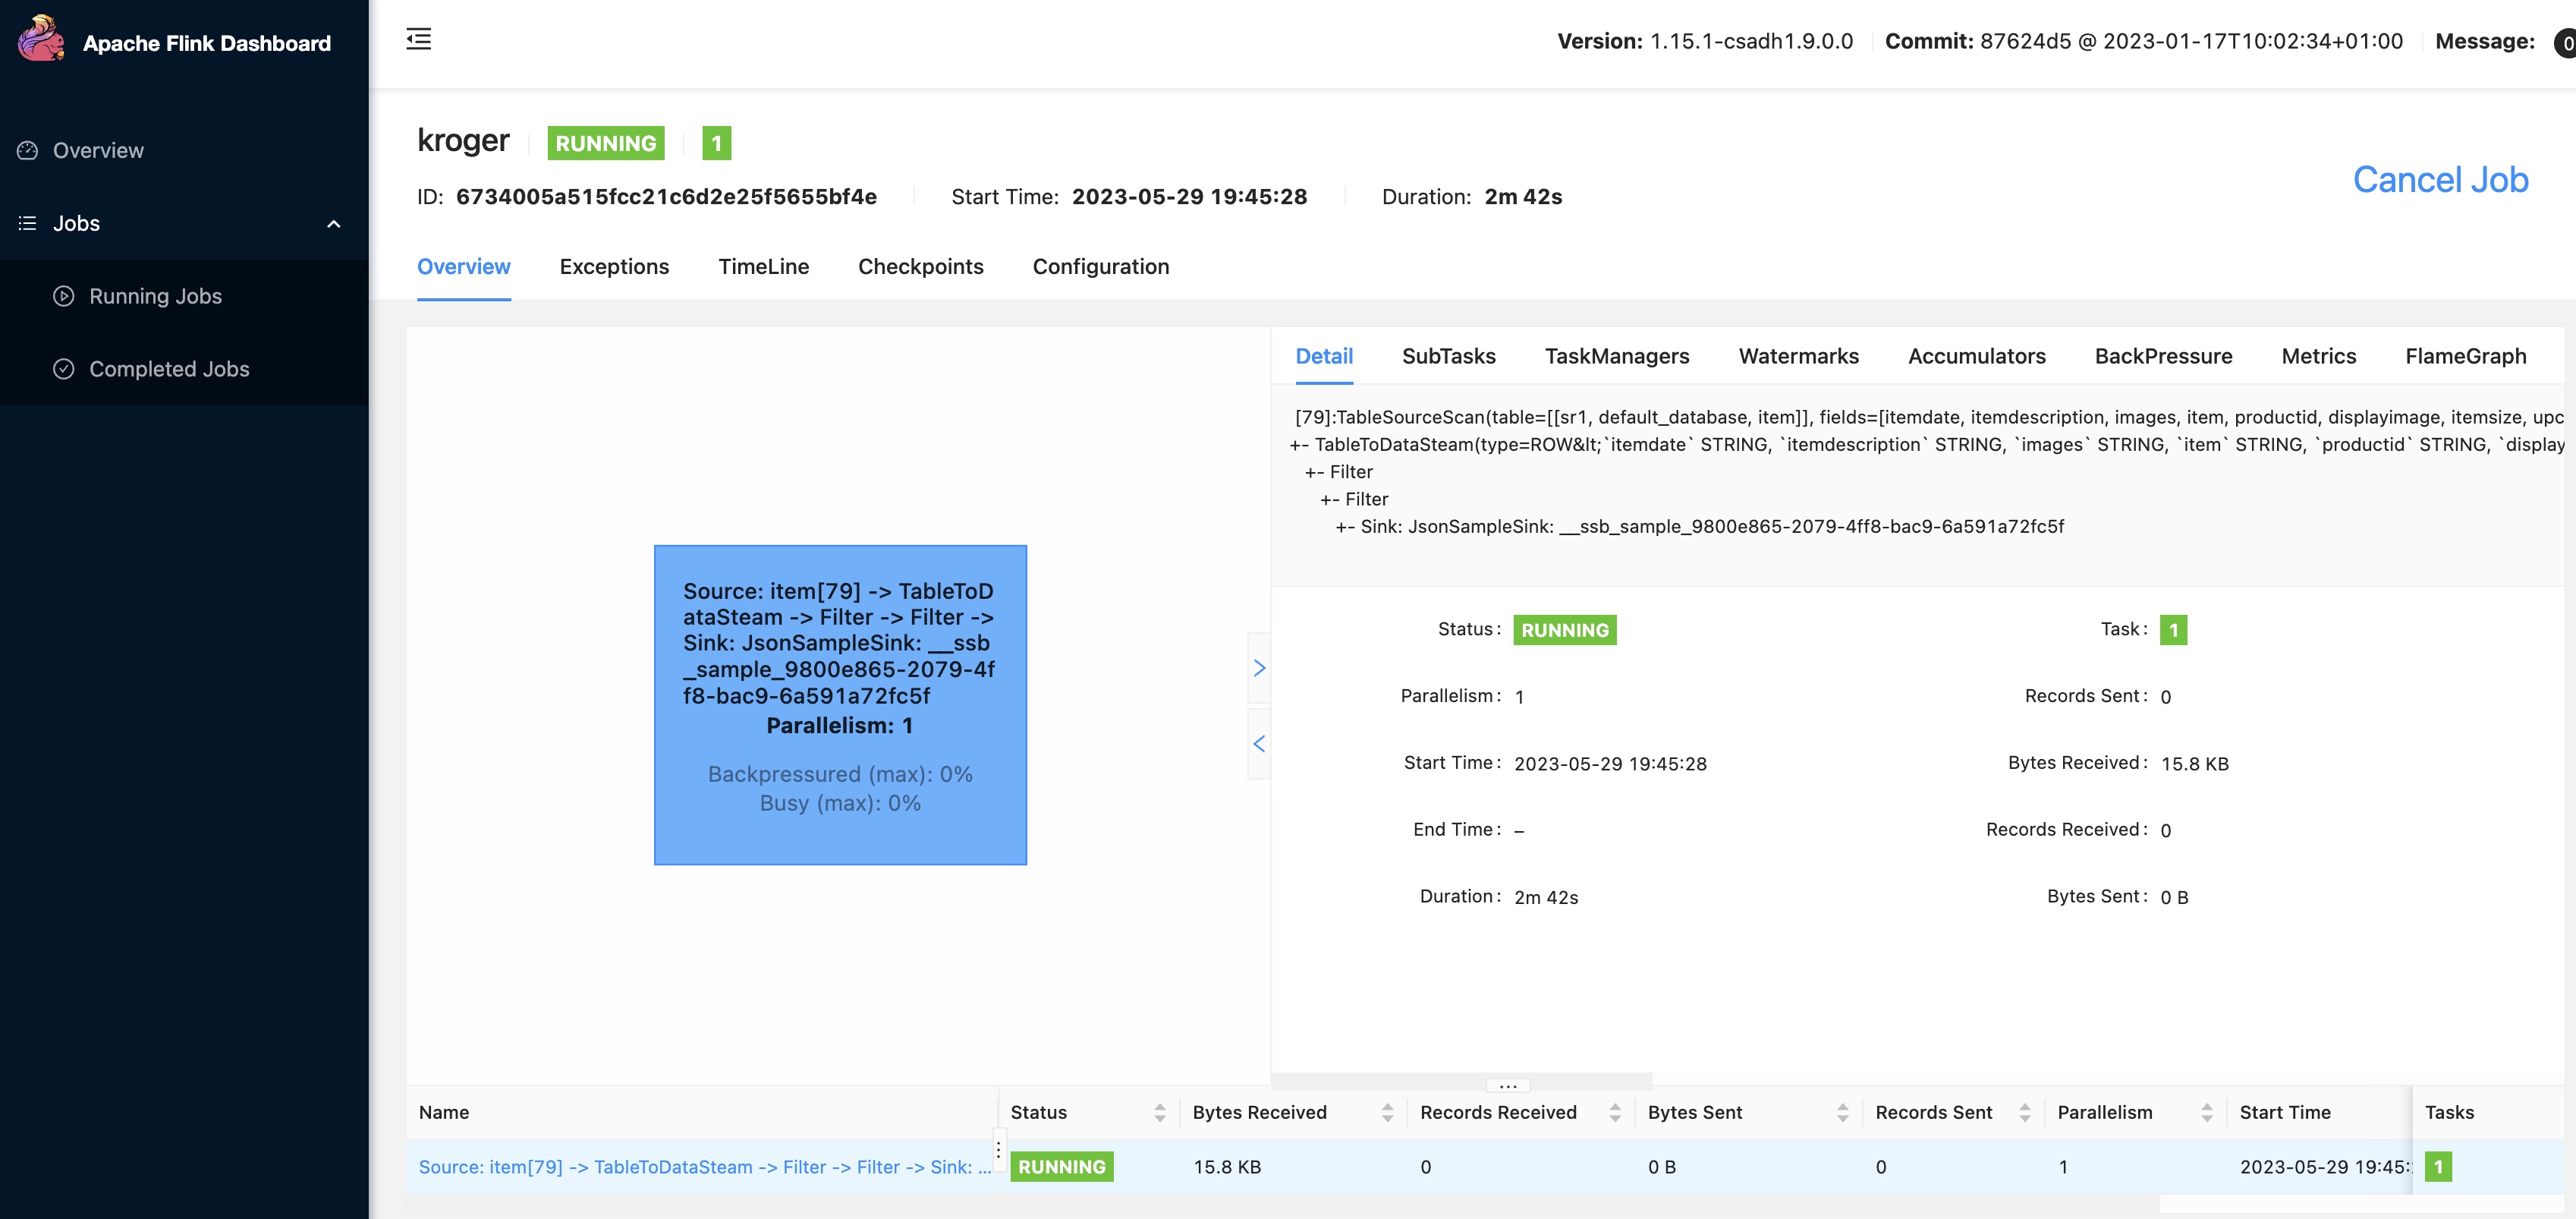 Apache Flink Dashboard
Version: 1.15.1-csadh1.9.0.0 Commit: 87624d5 @ 2023-01-17T10:02:34+01:00 Message: 0
Overview
Jobs
Running Jobs
Completed Jobs
kroger RUNNING 1
ID: 6734005a515fcc21c6d2e25f5655bf4e Start Time: 2023-05-29 19:45:28 Duration: 2m 42s
Cancel Job
Overview Exceptions TimeLine Checkpoints Configuration
Source: item[79] -> TableToD
ataSteam -> Filter -> Filter ->
Sink: JsonSampleSink: __ssb
_sample_9800e865-2079-4f
f8-bac9-6a591a72fc5f
Parallelism: 1
Backpressured (max): 0%
Busy (max): 0%
Detail SubTasks TaskManagers Watermarks Accumulators BackPressure Metrics FlameGraph
[79]:TableSourceScan(table=[[sr1, default_database, item]], fields=[itemdate, itemdescription, images, item, productid, displayimage, itemsize, upc
+- TableToDataSteam(type=ROW&lt;`itemdate` STRING, `itemdescription` STRING, `images` STRING, `item` STRING, `productid` STRING, `display
+- Filter
+- Filter
+- Sink: JsonSampleSink: __ssb_sample_9800e865-2079-4ff8-bac9-6a591a72fc5f
Status: RUNNING Task: 1
Parallelism: 1 Records Sent: 0
Start Time: 2023-05-29 19:45:28 Bytes Received: 15.8 KB
End Time: – Records Received: 0
Duration: 2m 42s Bytes Sent: 0 B
Name Status Bytes Received Records Received Bytes Sent Records Sent Parallelism Start Time Tasks
Source: item[79] -> TableToDataSteam -> Filter -> Filter -> Sink: ... RUNNING 15.8 KB 0 0 B 0 1 2023-05-29 19:45: 1